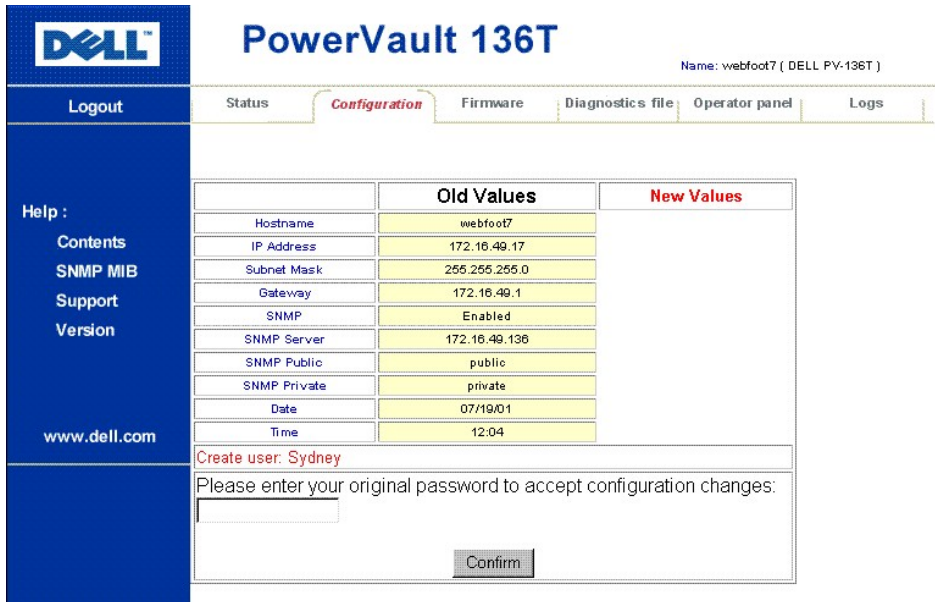 DELL™
PowerVault 136T
Name: webfoot7 ( DELL PV-136T )
Logout
Status Configuration Firmware Diagnostics file Operator panel Logs
Help :
Contents
SNMP MIB
Support
Version
www.dell.com
Old Values New Values
Hostname webfoot7
IP Address 172.16.49.17
Subnet Mask 255.255.255.0
Gateway 172.16.49.1
SNMP Enabled
SNMP Server 172.16.49.136
SNMP Public public
SNMP Private private
Date 07/19/01
Time 12:04
Create user: Sydney
Please enter your original password to accept configuration changes:
Confirm